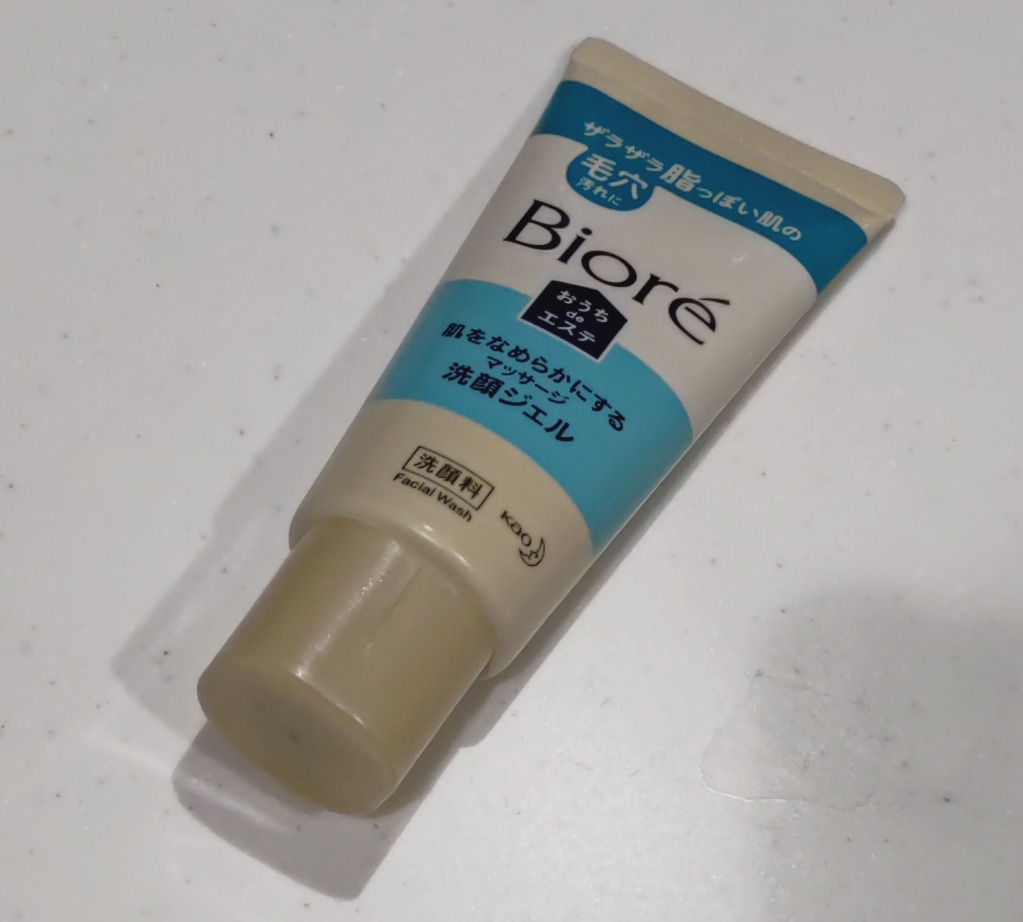 ザラザラ脂っぽい肌の
毛穴
汚れに
Bioré
おうち
de
エステ
肌をなめらかにする
マッサージ
洗顔ジェル
洗顔料
Facial Wash
Kao